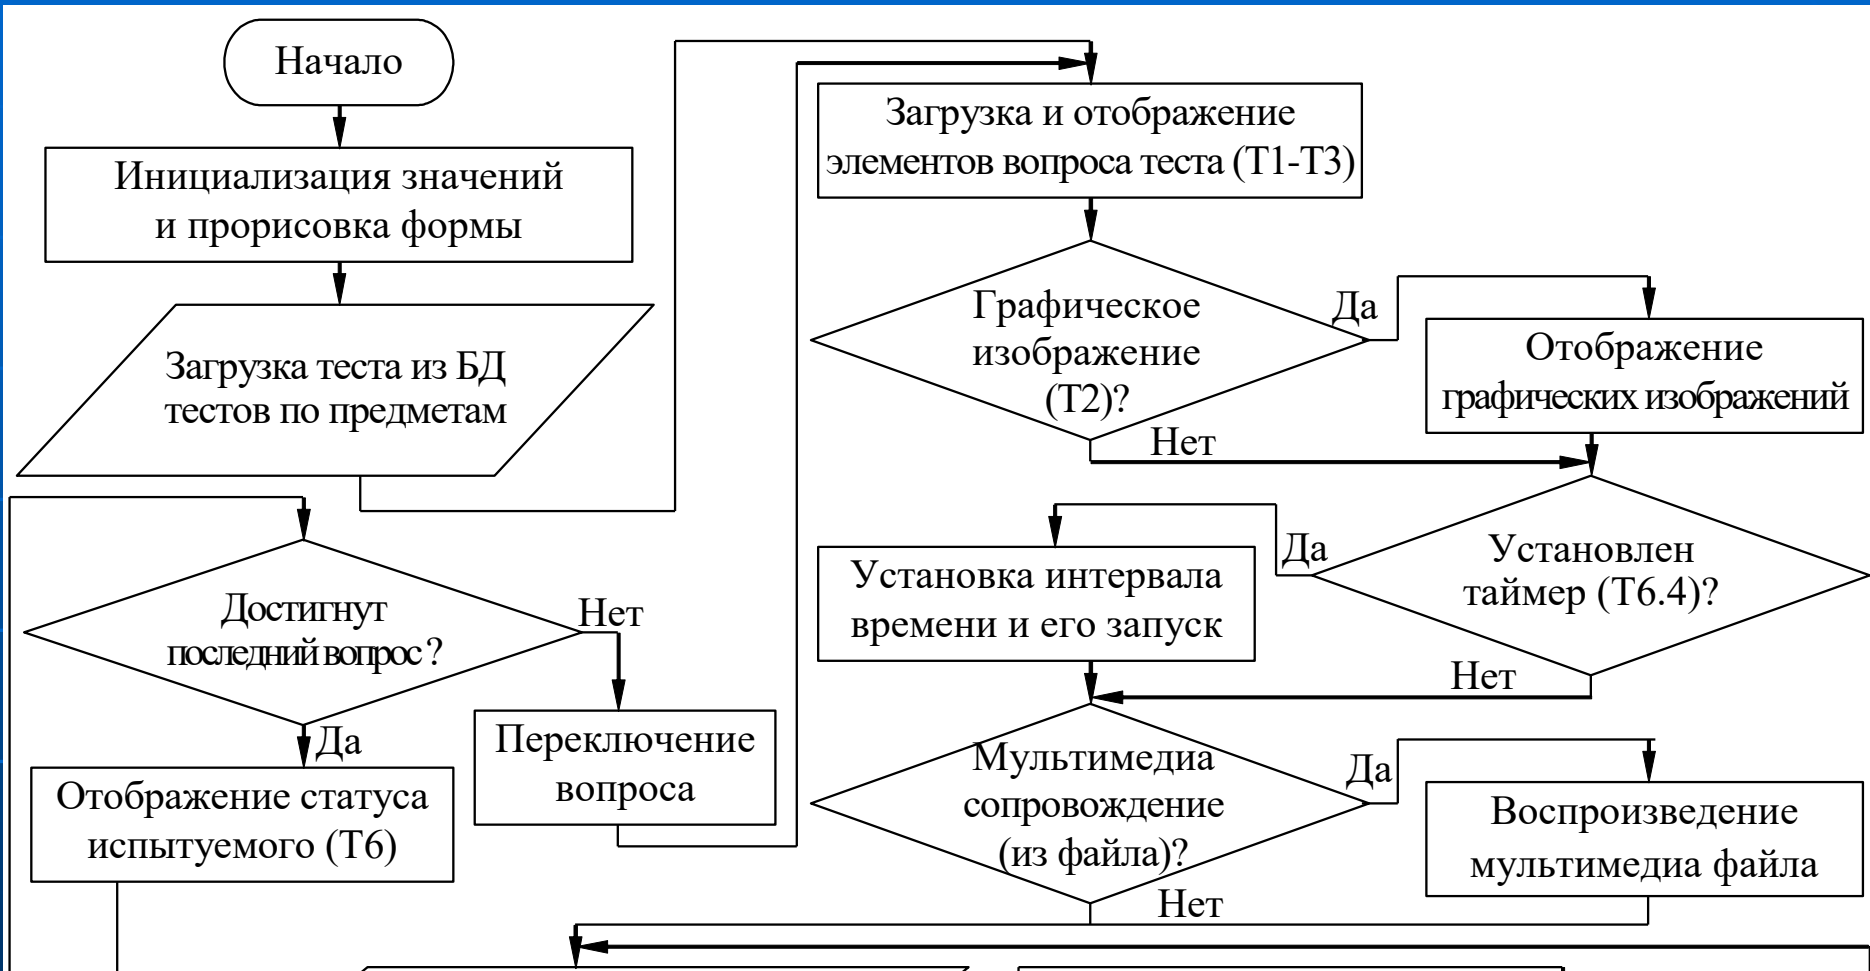 Начало
Инициализация значений
и прорисовка формы
Загрузка теста из БД
тестов по предметам
Достигнут
последний вопрос ?
Нет
Да
Переключение
вопроса
Отображение статуса
испытуемого (Т6)
Загрузка и отображение
элементов вопроса теста (Т1-Т3)
Графическое
изображение
(Т2)?
Да
Нет
Отображение
графических изображений
Установлен
таймер (Т6.4)?
Да
Нет
Установка интервала
времени и его запуск
Мультимедиа
сопровождение
(из файла)?
Да
Нет
Воспроизведение
мультимедиа файла